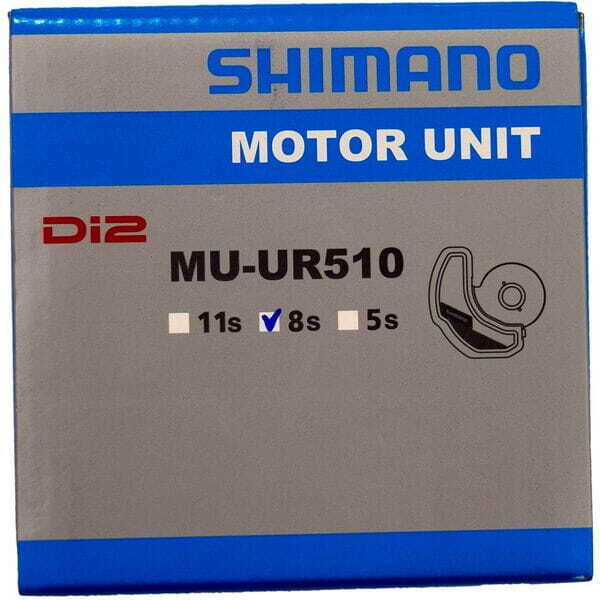 SHIMANO
MOTOR UNIT
Di2
MU-UR510
11s 8s 5s